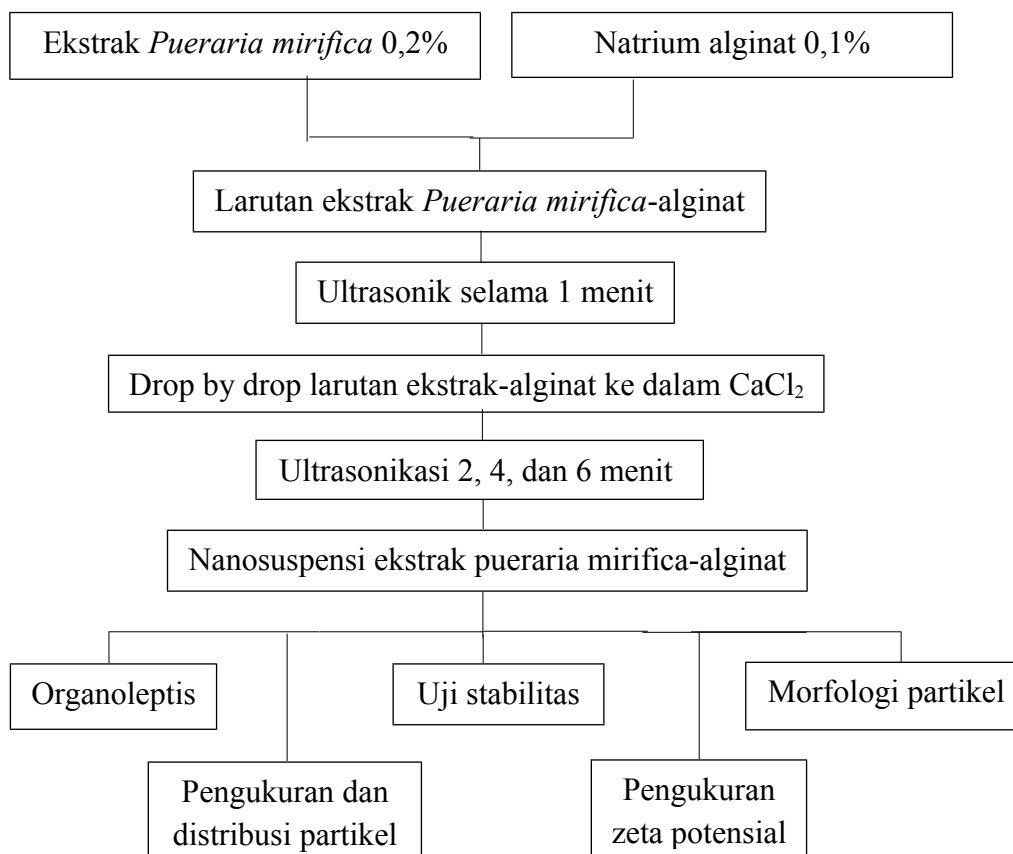 Ekstrak Pueraria mirifica 0,2%
Natrium alginat 0,1%
Larutan ekstrak Pueraria mirifica-alginat
Ultrasonik selama 1 menit
Drop by drop larutan ekstrak-alginat ke dalam CaCl₂
Ultrasonikasi 2, 4, dan 6 menit
Nanosuspensi ekstrak pueraria mirifica-alginat
Organoleptis
Uji stabilitas
Morfologi partikel
Pengukuran dan
distribusi partikel
Pengukuran
zeta potensial